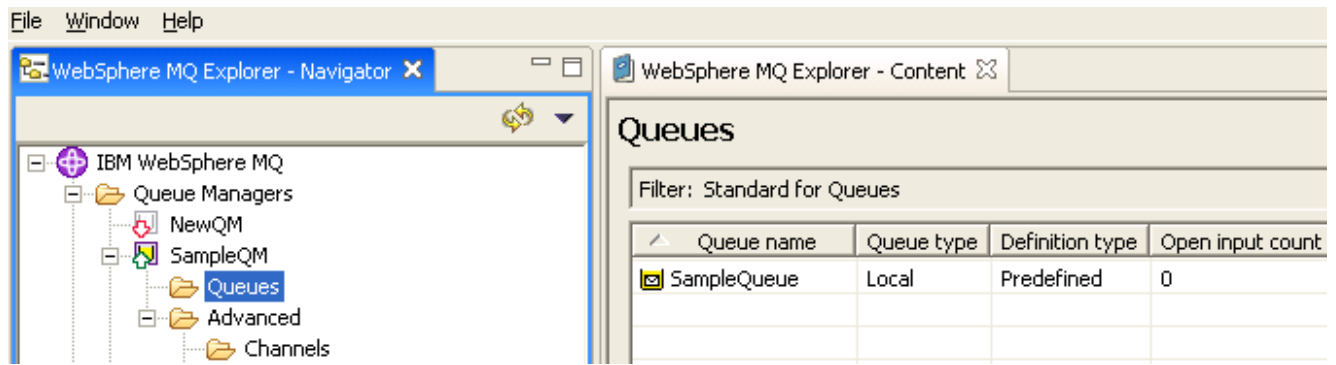 File Window Help
WebSphere MQ Explorer - Navigator
WebSphere MQ Explorer - Content
Queues
IBM WebSphere MQ
Queue Managers
NewQM
SampleQM
Queues
Advanced
Channels
Filter: Standard for Queues
Queue name Queue type Definition type Open input count
SampleQueue Local Predefined 0